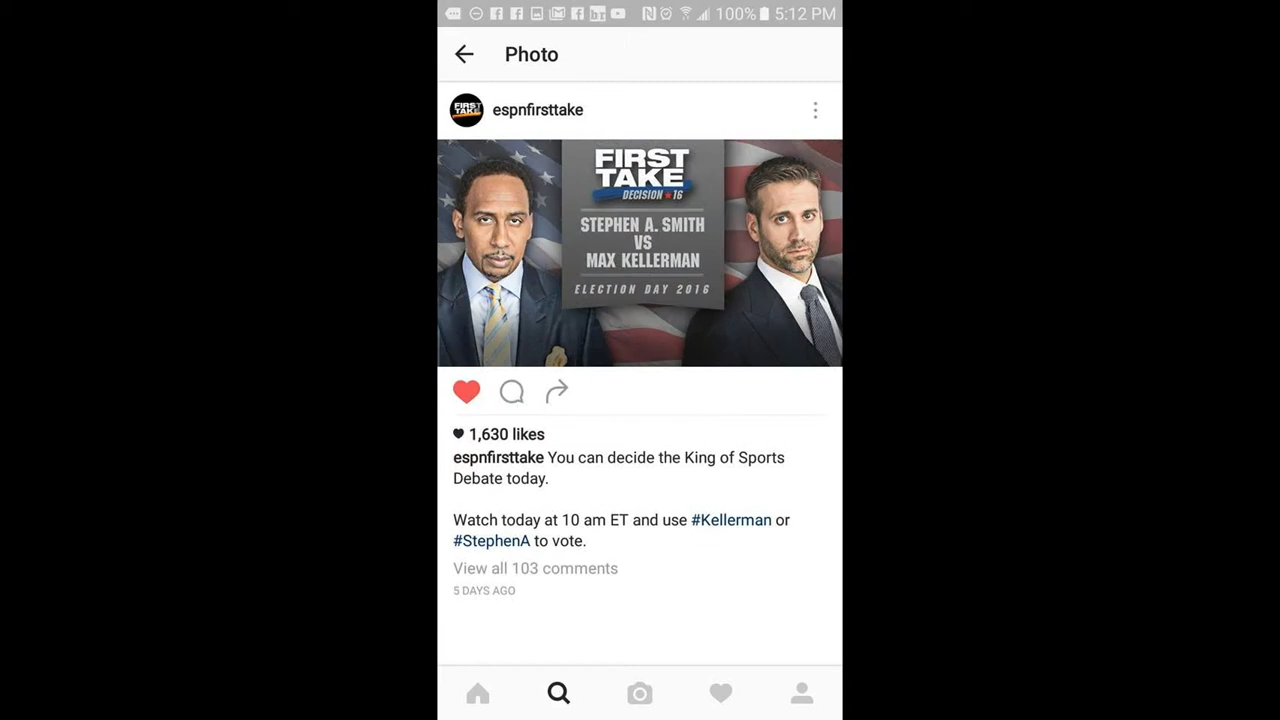 100% 5:12 PM
Photo
FIRST TAKE espnfirsttake
FIRST
TAKE
DECISION 16
STEPHEN A. SMITH
VS
MAX KELLERMAN
ELECTION DAY 2016
1,630 likes
espnfirsttake You can decide the King of Sports
Debate today.
Watch today at 10 am ET and use #Kellerman or
#StephenA to vote.
View all 103 comments
5 DAYS AGO